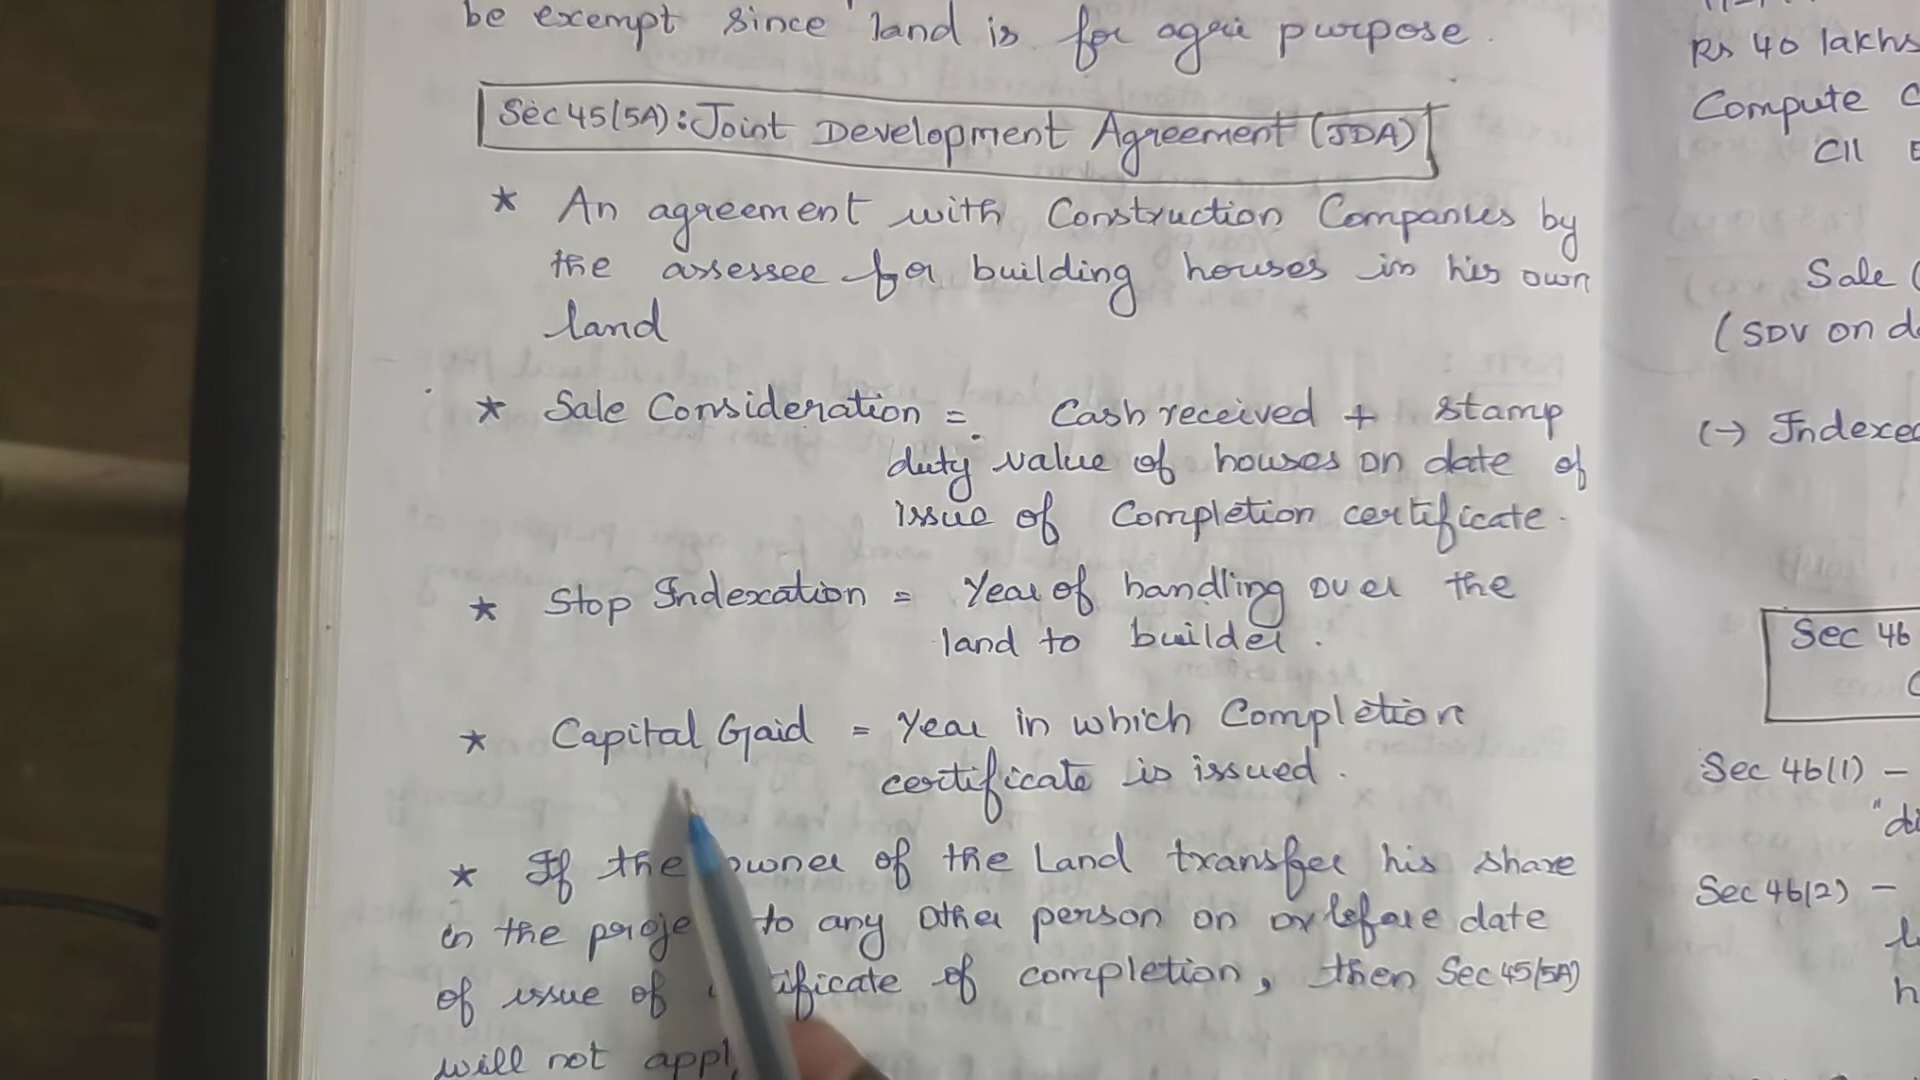 be exempt since land is for agri purpose.
Sec 45(5A): Joint Development Agreement (JDA)
* An agreement with Construction Companies by
the assessee for building houses in his own
land
* Sale Consideration = Cash received + stamp
duty value of houses on date of
issue of Completion certificate.
* Stop Indexation = Year of handling over the
land to builder.
* Capital Gaid = Year in which Completion
certificate is issued.
* If the owner of the Land transfer his share
in the proje to any other person on or before date
of issue of ificate of completion, then Sec 45(5A)
will not appl
Rs 40 lakhs
Compute C
CII
Sale (
(SDV on d
(-) Indexed
Sec 46
Sec 46(1) -
"di
Sec 46(2) -
h